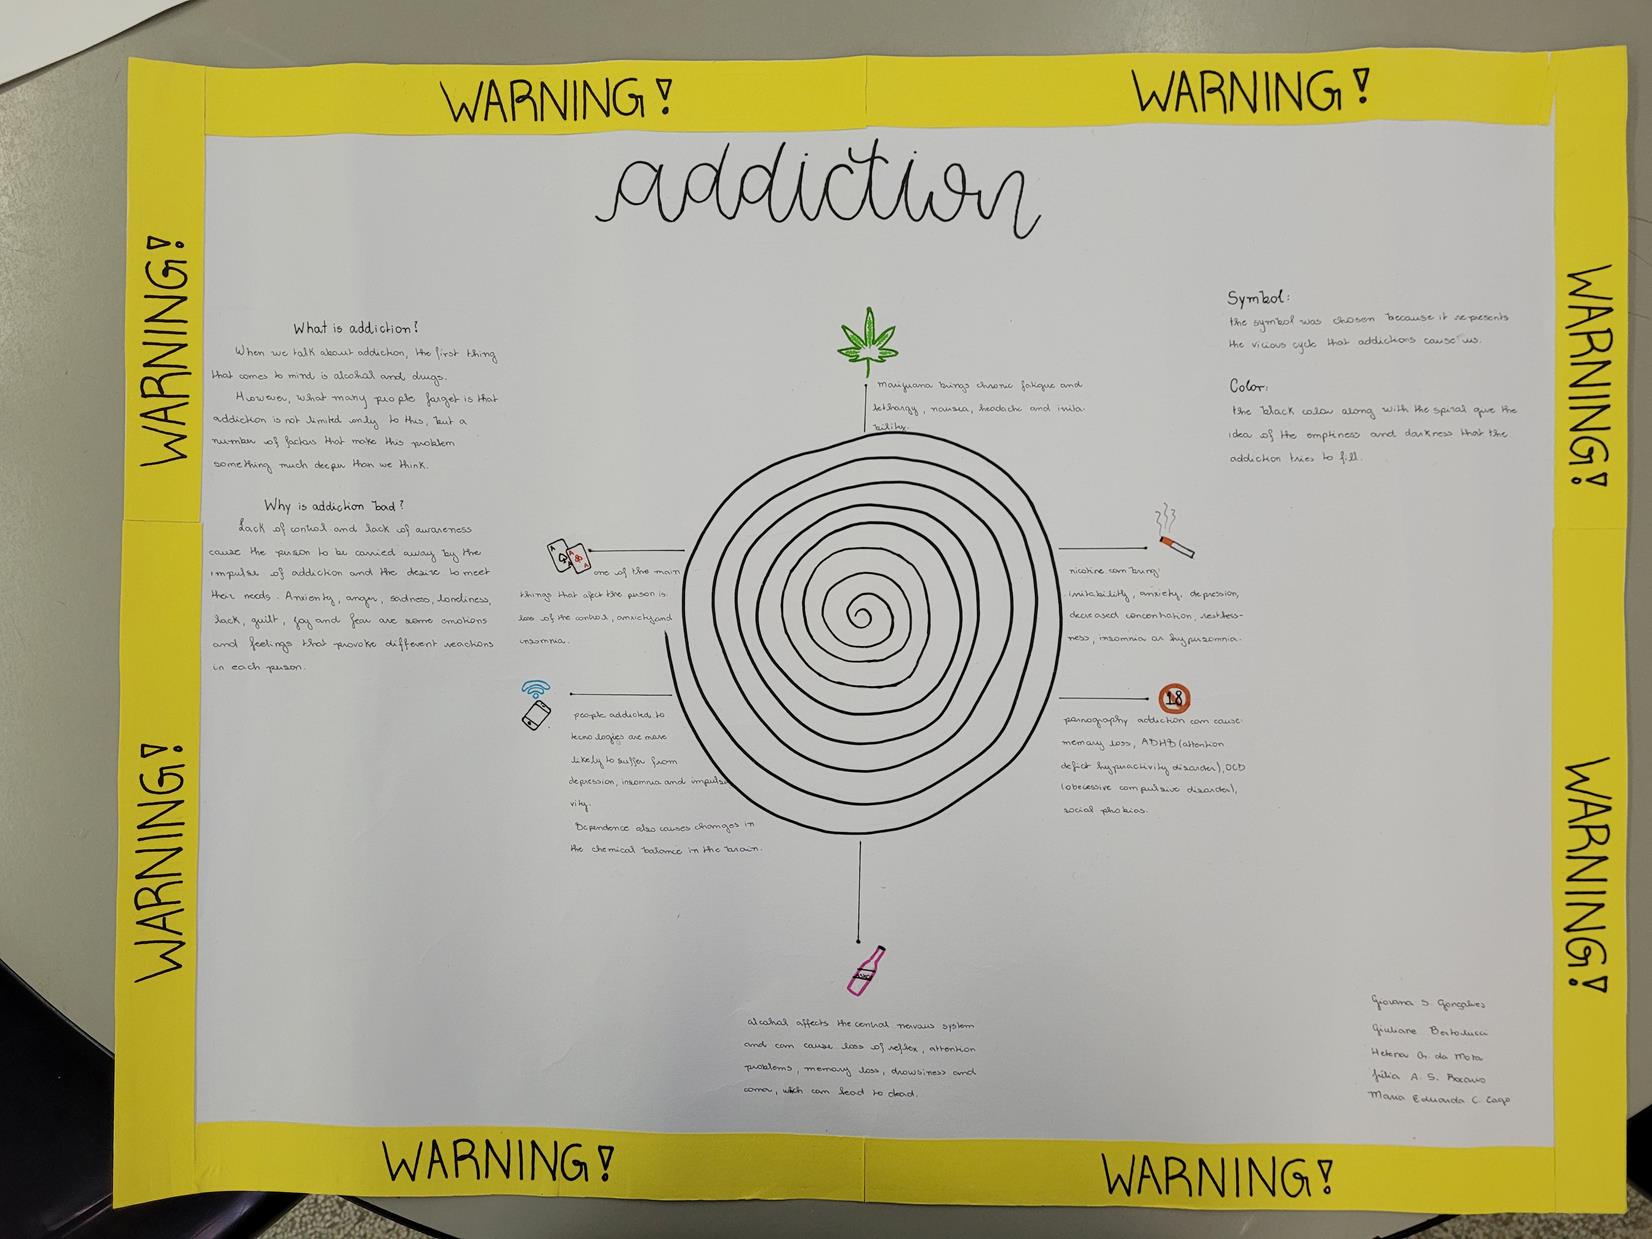 WARNING!
WARNING!
addiction
WARNING!
WARNING!
WARNING!
WARNING!
What is addiction?
When we talk about addiction, the first thing
that comes to mind is alcohol and drugs.
However, what many people forget is that
addiction is not limited only to this, but a
number of factors that make this problem
something much deeper than we think.
Why is addiction bad?
Lack of control and lack of awareness
cause the person to be carried away by the
impulse of addiction and the desire to meet
their needs. Anxienty, anger, sadness, loneliness,
lack, guilt, joy and fear are some emotions
and feelings that provoke different reactions
in each person.
Marijuana brings chronic fatigue and
lethargy, nausea, headache and irrita-
bility.
Symbol:
the symbol was chosen because it represents
the vicious cycle that addictions cause us.
Color:
the black colour along with the spiral give the
idea of the emptiness and darkness that the
addiction tries to fill.
A
A
one of the main
things that afect the person is
loss of the control, anxiety and
insomnia.
nicotine can bring:
irritability, anxiety, depression,
decreased concentration, restless-
ness, insomnia or hypersomnia.
people addicted to
tecnologies are more
likely to suffer from
depression, insomnia and impulsi
vity.
Dependence also causes changes in
the chemical balance in the brain.
18
pornography addiction can cause:
memory loss, ADHD (attention
deficit hyperactivity disorder), OCD
(obsessive compulsive disorder),
social phobias.
alcohol affects the central nervous system
and can cause loss of reflex, attention
problems, memory loss, drowsiness and
coma, which can lead to dead.
Giovana S. Gonçalves
Giuliane Bertolucci
Helena G. da Mota
Júlia A. S.
Maria Eduarda C.
WARNING!
WARNING!